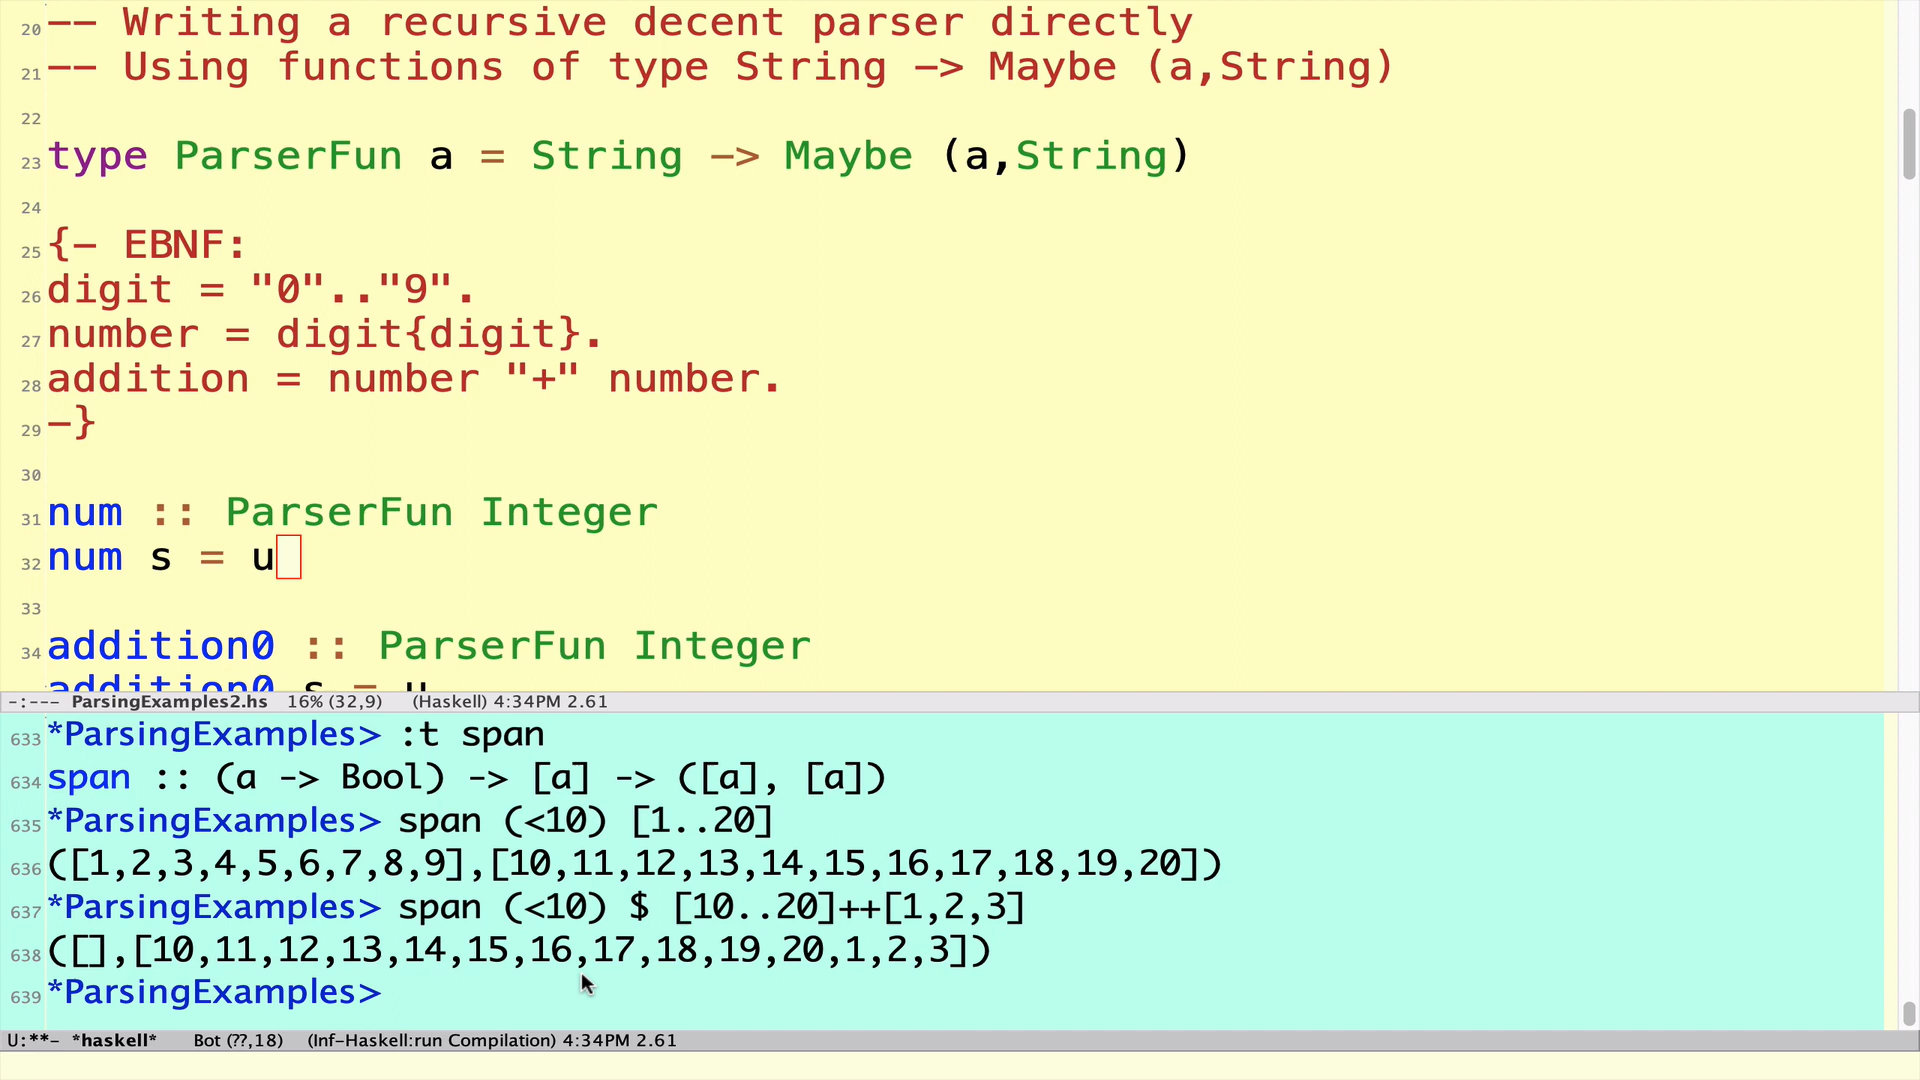 20 -- Writing a recursive decent parser directly
21 -- Using functions of type String -> Maybe (a,String)
22
23 type ParserFun a = String -> Maybe (a,String)
24
25 {- EBNF:
26 digit = "0".."9".
27 number = digit{digit}.
28 addition = number "+" number.
29 -}
30
31 num :: ParserFun Integer
32 num s = u
33
34 addition0 :: ParserFun Integer
addition0 s = u
-:--- ParsingExamples2.hs 16% (32,9) (Haskell) 4:34PM 2.61
633 *ParsingExamples> :t span
634 span :: (a -> Bool) -> [a] -> ([a], [a])
635 *ParsingExamples> span (<10) [1..20]
636 ([1,2,3,4,5,6,7,8,9],[10,11,12,13,14,15,16,17,18,19,20])
637 *ParsingExamples> span (<10) $ [10..20]++[1,2,3]
638 ([],[10,11,12,13,14,15,16,17,18,19,20,1,2,3])
639 *ParsingExamples>
U:**- *haskell* Bot (??,18) (Inf-Haskell:run Compilation) 4:34PM 2.61